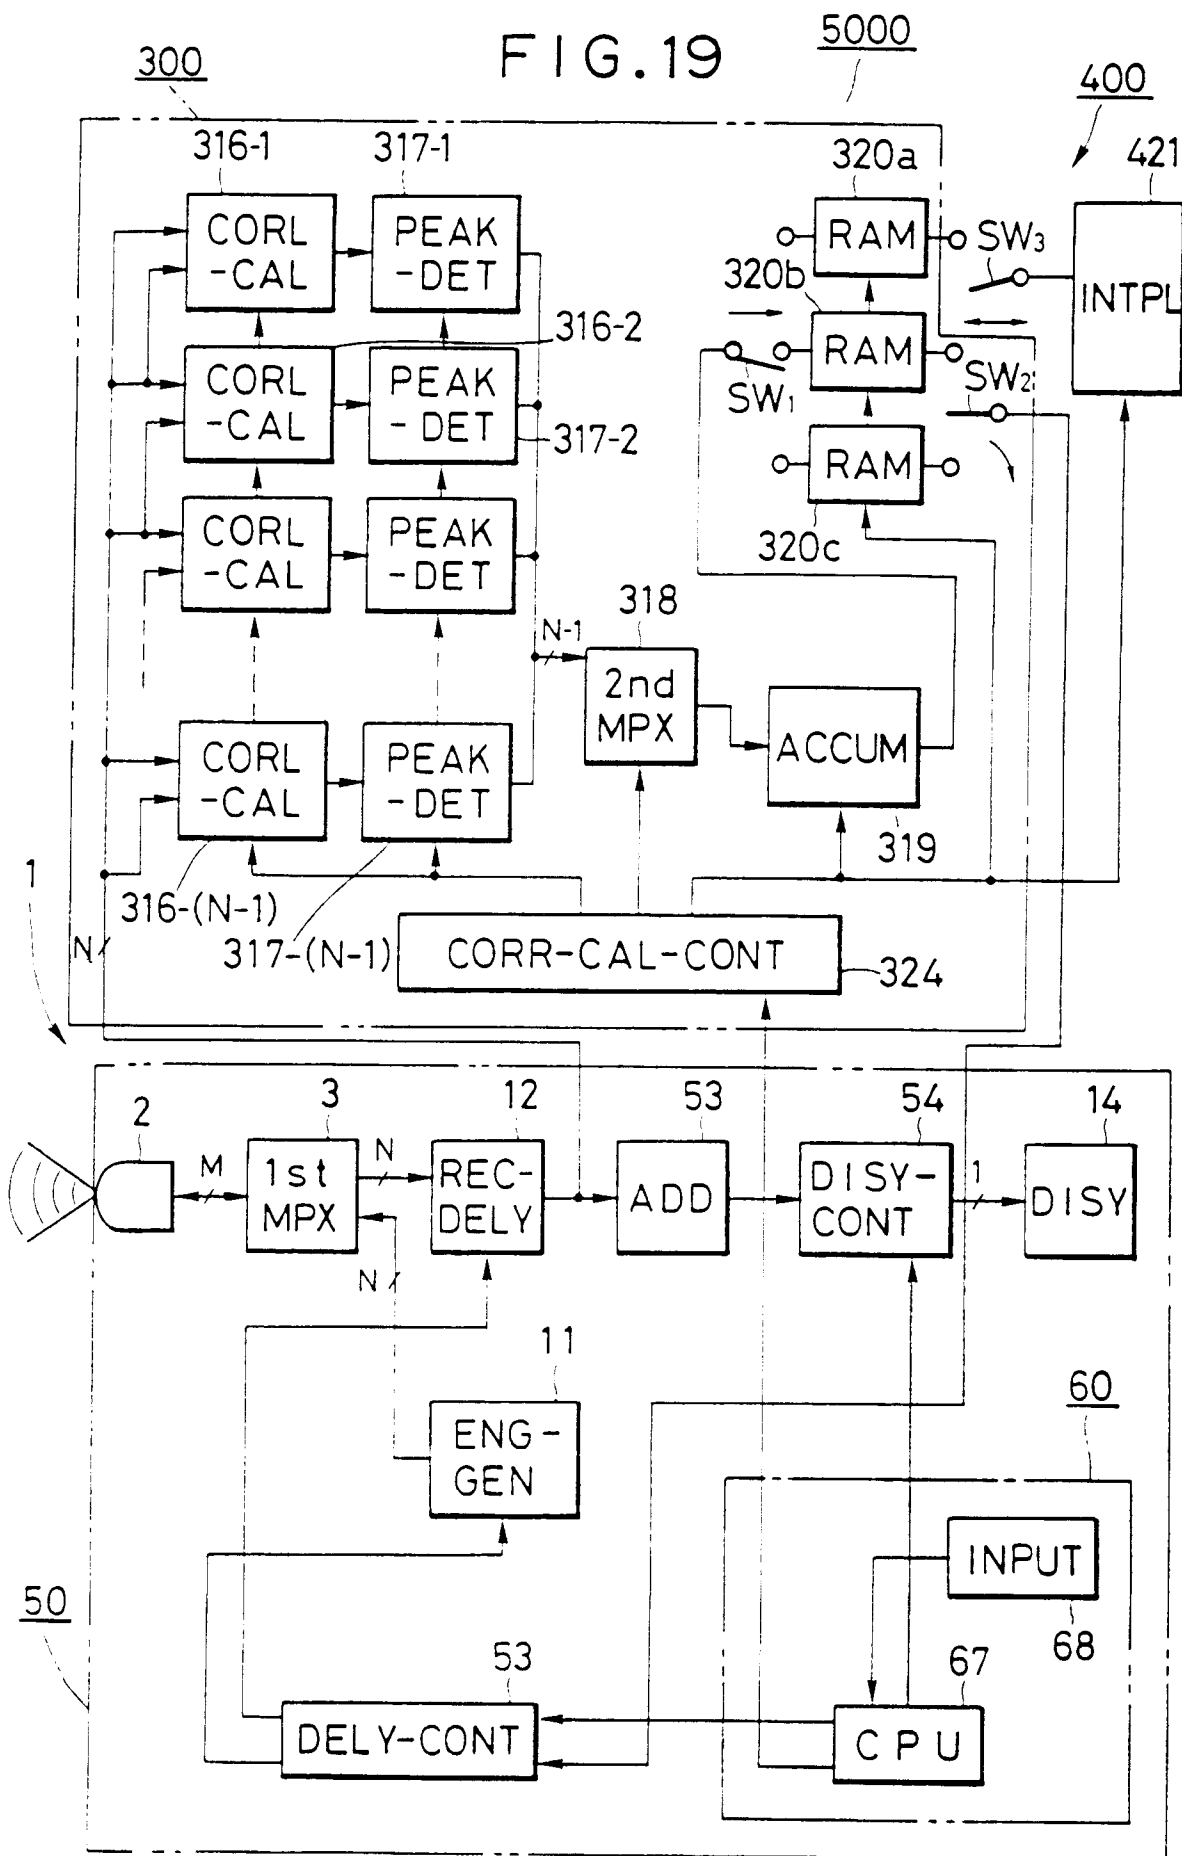 FIG.19
5000
300
400
316-1
317-1
320a
421
CORL
-CAL
PEAK
-DET
RAM
SW3
INTPL
320b
316-2
CORL
-CAL
PEAK
-DET
RAM
SW1
SW2
317-2
RAM
320c
CORL
-CAL
PEAK
-DET
318
N-1
2nd
MPX
ACCUM
319
CORL
-CAL
PEAK
-DET
1
316-(N-1)
317-(N-1)
N
CORR-CAL-CONT
324
2
3
12
53
54
14
M
1st
MPX
N
REC-
DELY
ADD
DISY-
CONT
1
DISY
N
11
ENG-
GEN
60
INPUT
68
50
53
DELY-CONT
67
CPU